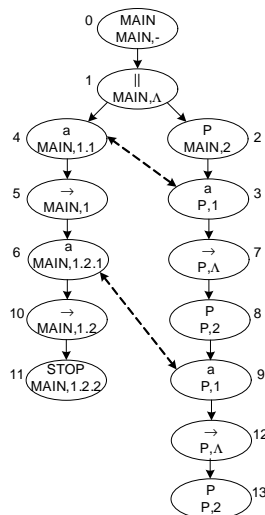 0
MAIN
MAIN,-
1
||
MAIN,Λ
4
a
MAIN,1.1
P
MAIN,2
2
5
→
MAIN,1
a
P,1
3
6
a
MAIN,1.2.1
→
P,Λ
7
10
→
MAIN,1.2
P
P,2
8
11
STOP
MAIN,1.2.2
a
P,1
9
→
P,Λ
12
P
P,2
13